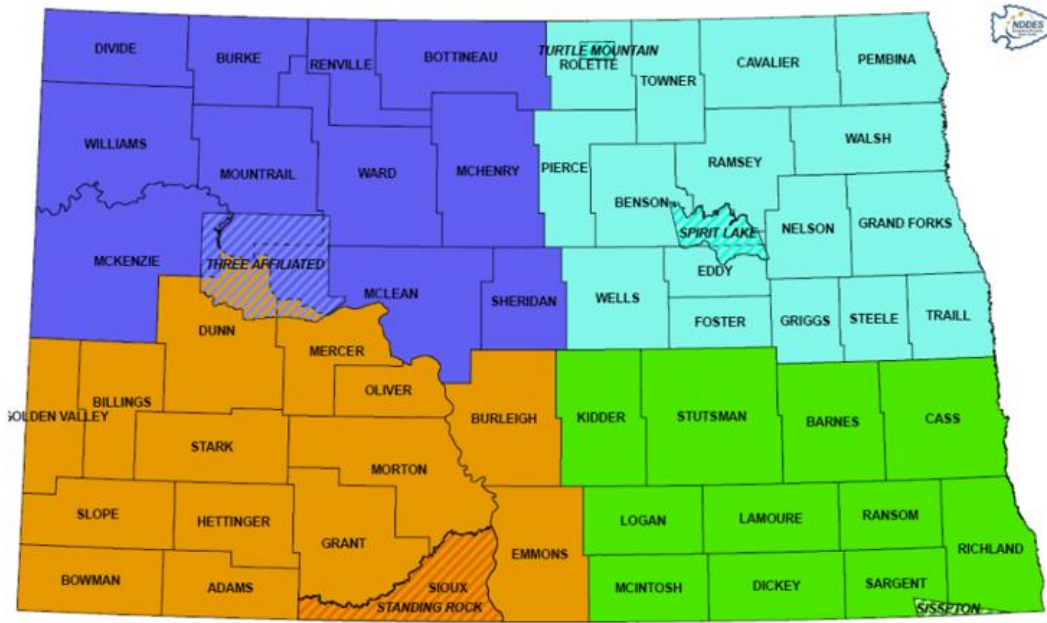 NDDES
DIVIDE
BURKE
RENVILLE
BOTTINEAU
TURTLE MOUNTAIN
ROLETTE
TOWNER
CAVALIER
PEMBINA
WILLIAMS
MOUNTRAIL
WARD
MCHENRY
PIERCE
BENSON
RAMSEY
WALSH
SPIRIT LAKE
NELSON
GRAND FORKS
MCKENZIE
THREE AFFILIATED
MCLEAN
SHERIDAN
WELLS
EDDY
FOSTER
GRIGGS
STEELE
TRAILL
DUNN
MERCER
OLIVER
GOLDEN VALLEY
BILLINGS
STARK
MORTON
BURLEIGH
KIDDER
STUTSMAN
BARNES
CASS
SLOPE
HETTINGER
GRANT
EMMONS
LOGAN
LAMOURE
RANSOM
RICHLAND
BOWMAN
ADAMS
SIOUX
STANDING ROCK
MCINTOSH
DICKEY
SARGENT
SISSETON